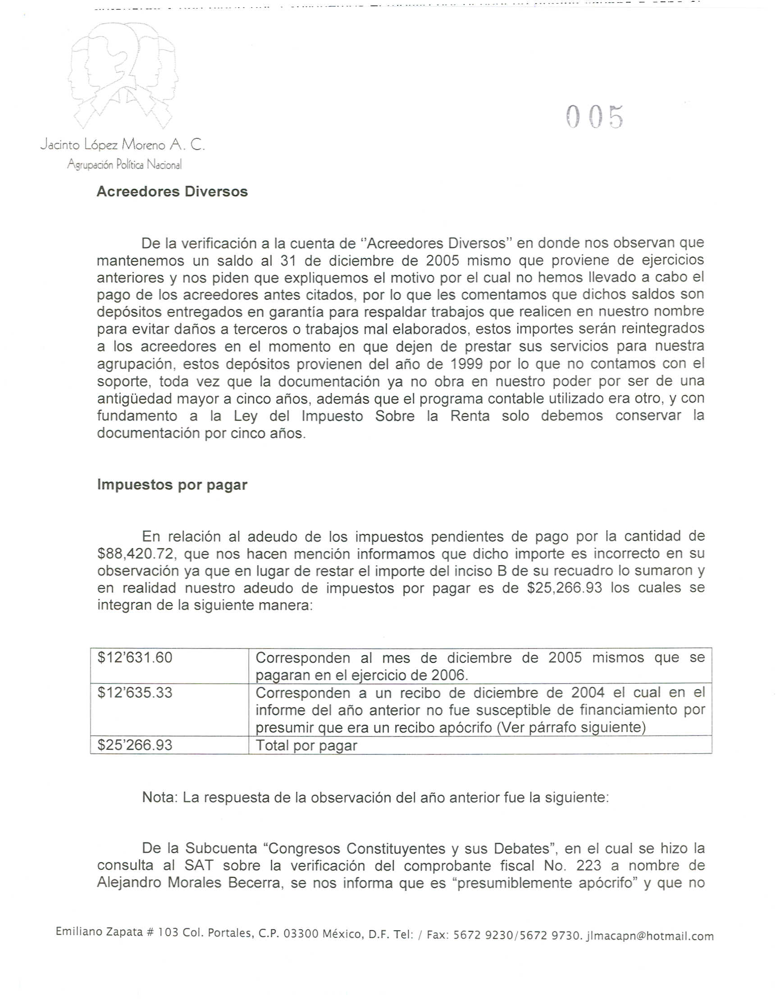 005
Jacinto López Moreno A. C.
Agrupación Política Nacional
Acreedores Diversos
De la verificación a la cuenta de ‘’Acreedores Diversos’’ en donde nos observan que
mantenemos un saldo al 31 de diciembre de 2005 mismo que proviene de ejercicios
anteriores y nos piden que expliquemos el motivo por el cual no hemos llevado a cabo el
pago de los acreedores antes citados, por lo que les comentamos que dichos saldos son
depósitos entregados en garantía para respaldar trabajos que realicen en nuestro nombre
para evitar daños a terceros o trabajos mal elaborados, estos importes serán reintegrados
a los acreedores en el momento en que dejen de prestar sus servicios para nuestra
agrupación, estos depósitos provienen del año de 1999 por lo que no contamos con el
soporte, toda vez que la documentación ya no obra en nuestro poder por ser de una
antigüedad mayor a cinco años, además que el programa contable utilizado era otro, y con
fundamento a la Ley del Impuesto Sobre la Renta solo debemos conservar la
documentación por cinco años.
Impuestos por pagar
En relación al adeudo de los impuestos pendientes de pago por la cantidad de
$88,420.72, que nos hacen mención informamos que dicho importe es incorrecto en su
observación ya que en lugar de restar el importe del inciso B de su recuadro lo sumaron y
en realidad nuestro adeudo de impuestos por pagar es de $25,266.93 los cuales se
integran de la siguiente manera:
$12’631.60 Corresponden al mes de diciembre de 2005 mismos que se
pagaran en el ejercicio de 2006.
$12’635.33 Corresponden a un recibo de diciembre de 2004 el cual en el
informe del año anterior no fue susceptible de financiamiento por
presumir que era un recibo apócrifo (Ver párrafo siguiente)
$25’266.93 Total por pagar
Nota: La respuesta de la observación del año anterior fue la siguiente:
De la Subcuenta “Congresos Constituyentes y sus Debates”, en el cual se hizo la
consulta al SAT sobre la verificación del comprobante fiscal No. 223 a nombre de
Alejandro Morales Becerra, se nos informa que es “presumiblemente apócrifo” y que no
Emiliano Zapata # 103 Col. Portales, C.P. 03300 México, D.F. Tel: / Fax: 5672 9230/5672 9730. jlmacapn@hotmail.com